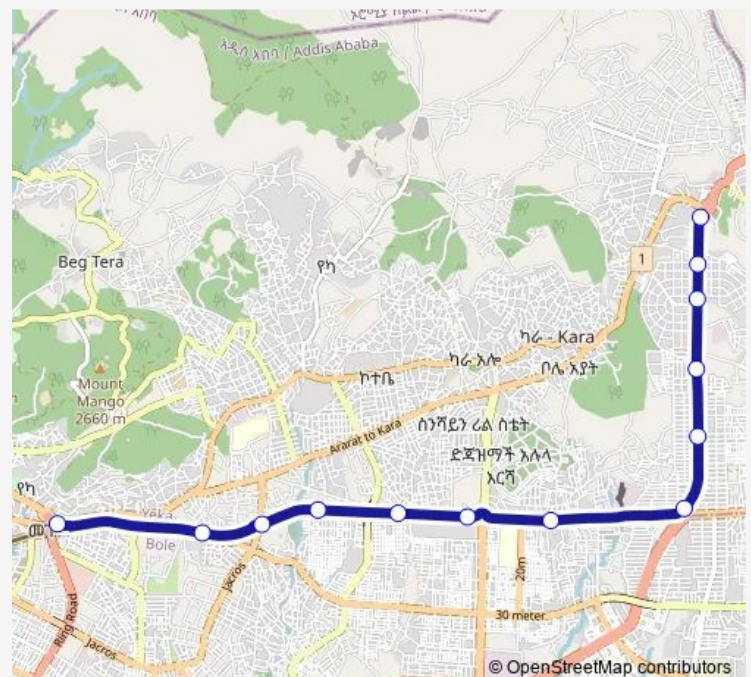 አዲስ አበባ / Addis Ababa
Beg Tera
የካ
1
Mount
Mango
2660 m
ካራ - Kara
ካራ አሎ
ቦሌ አያት
ኮተቤ
Ararat to Kara
ሰንሻይን ሪል ስቴት
ድጃዝማች አሉላ
እርሻ
የካ
Yeka
Bole
Jacros
20m
Ring Road
30 meter
Jacros
© OpenStreetMap contributors